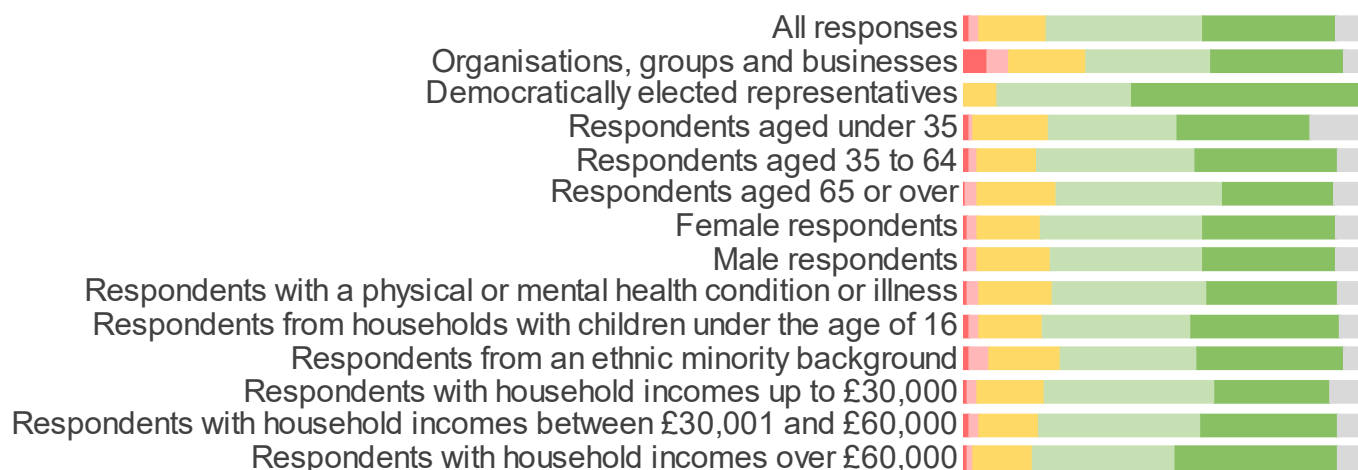 All responses
Organisations, groups and businesses
Democratically elected representatives
Respondents aged under 35
Respondents aged 35 to 64
Respondents aged 65 or over
Female respondents
Male respondents
Respondents with a physical or mental health condition or illness
Respondents from households with children under the age of 16
Respondents from an ethnic minority background
Respondents with household incomes up to £30,000
Respondents with household incomes between £30,001 and £60,000
Respondents with household incomes over £60,000